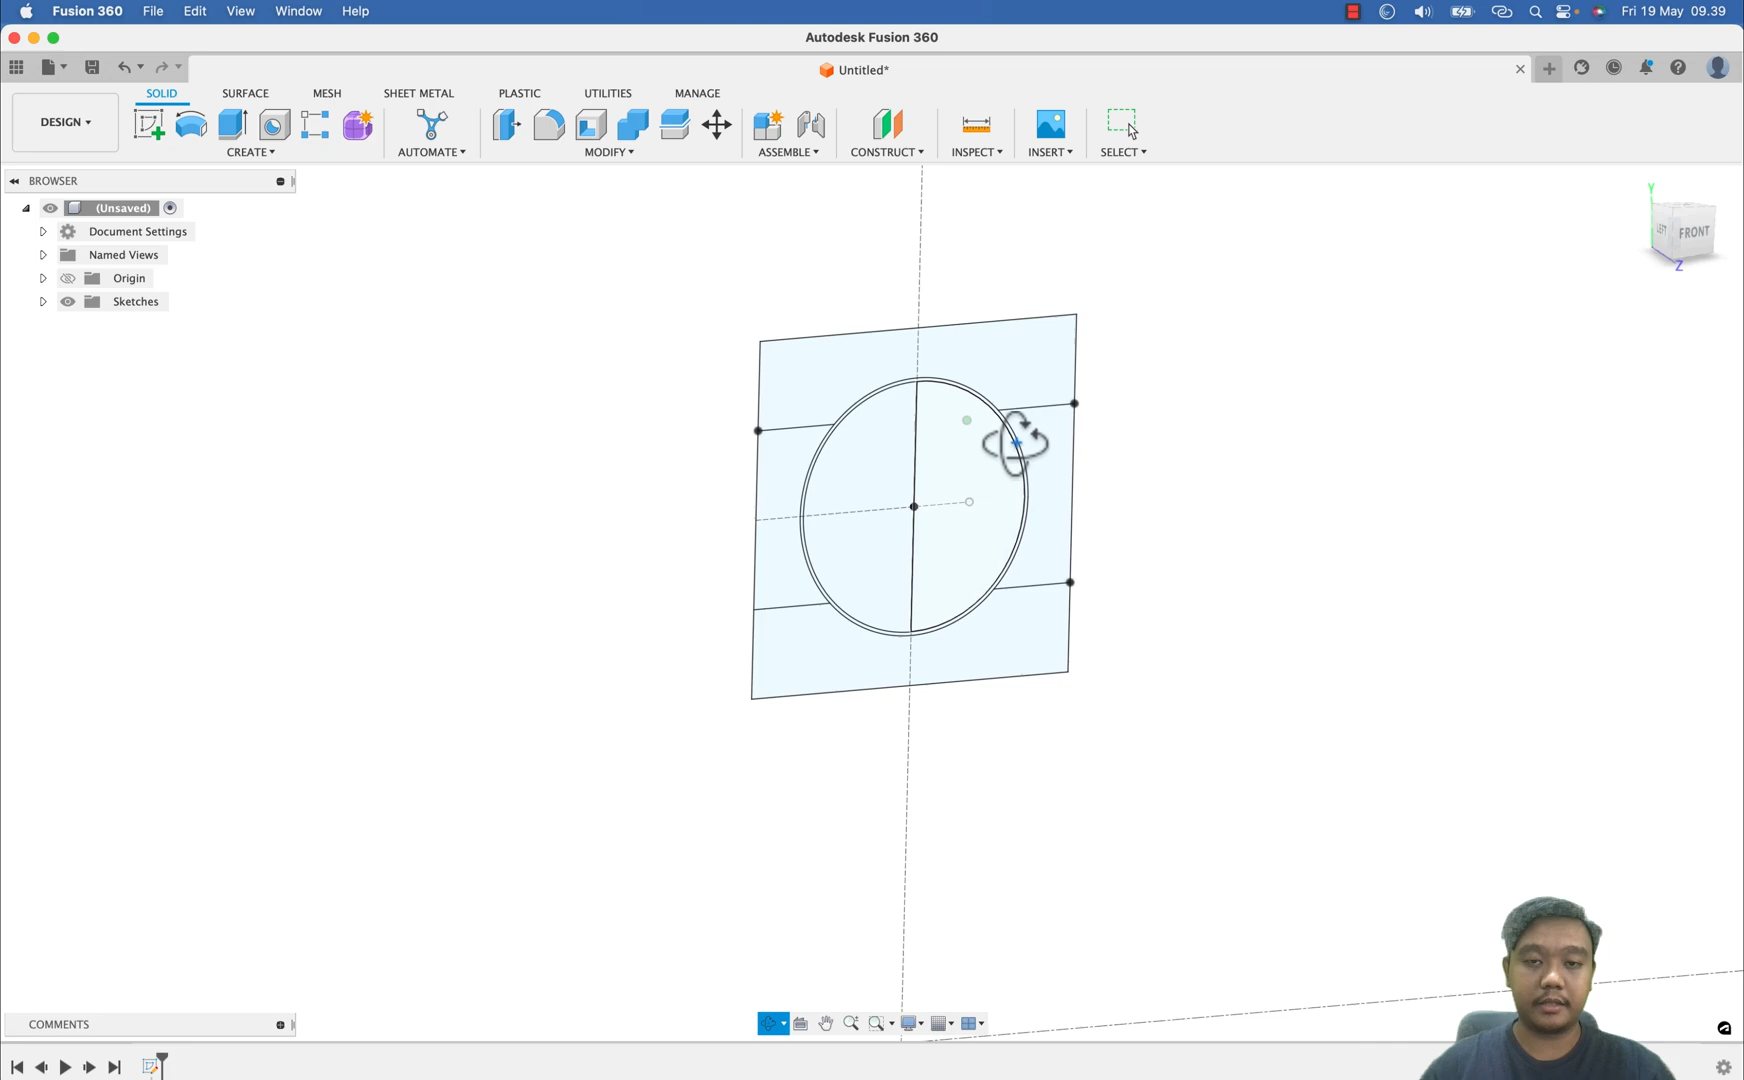 Fusion 360 File Edit View Window Help Fri 19 May 09.39
Autodesk Fusion 360
Untitled*
DESIGN
SOLID SURFACE MESH SHEET METAL PLASTIC UTILITIES MANAGE
CREATE AUTOMATE MODIFY ASSEMBLE CONSTRUCT INSPECT INSERT SELECT
BROWSER
(Unsaved)
Document Settings
Named Views
Origin
Sketches
Y
LEFT FRONT
Z
COMMENTS